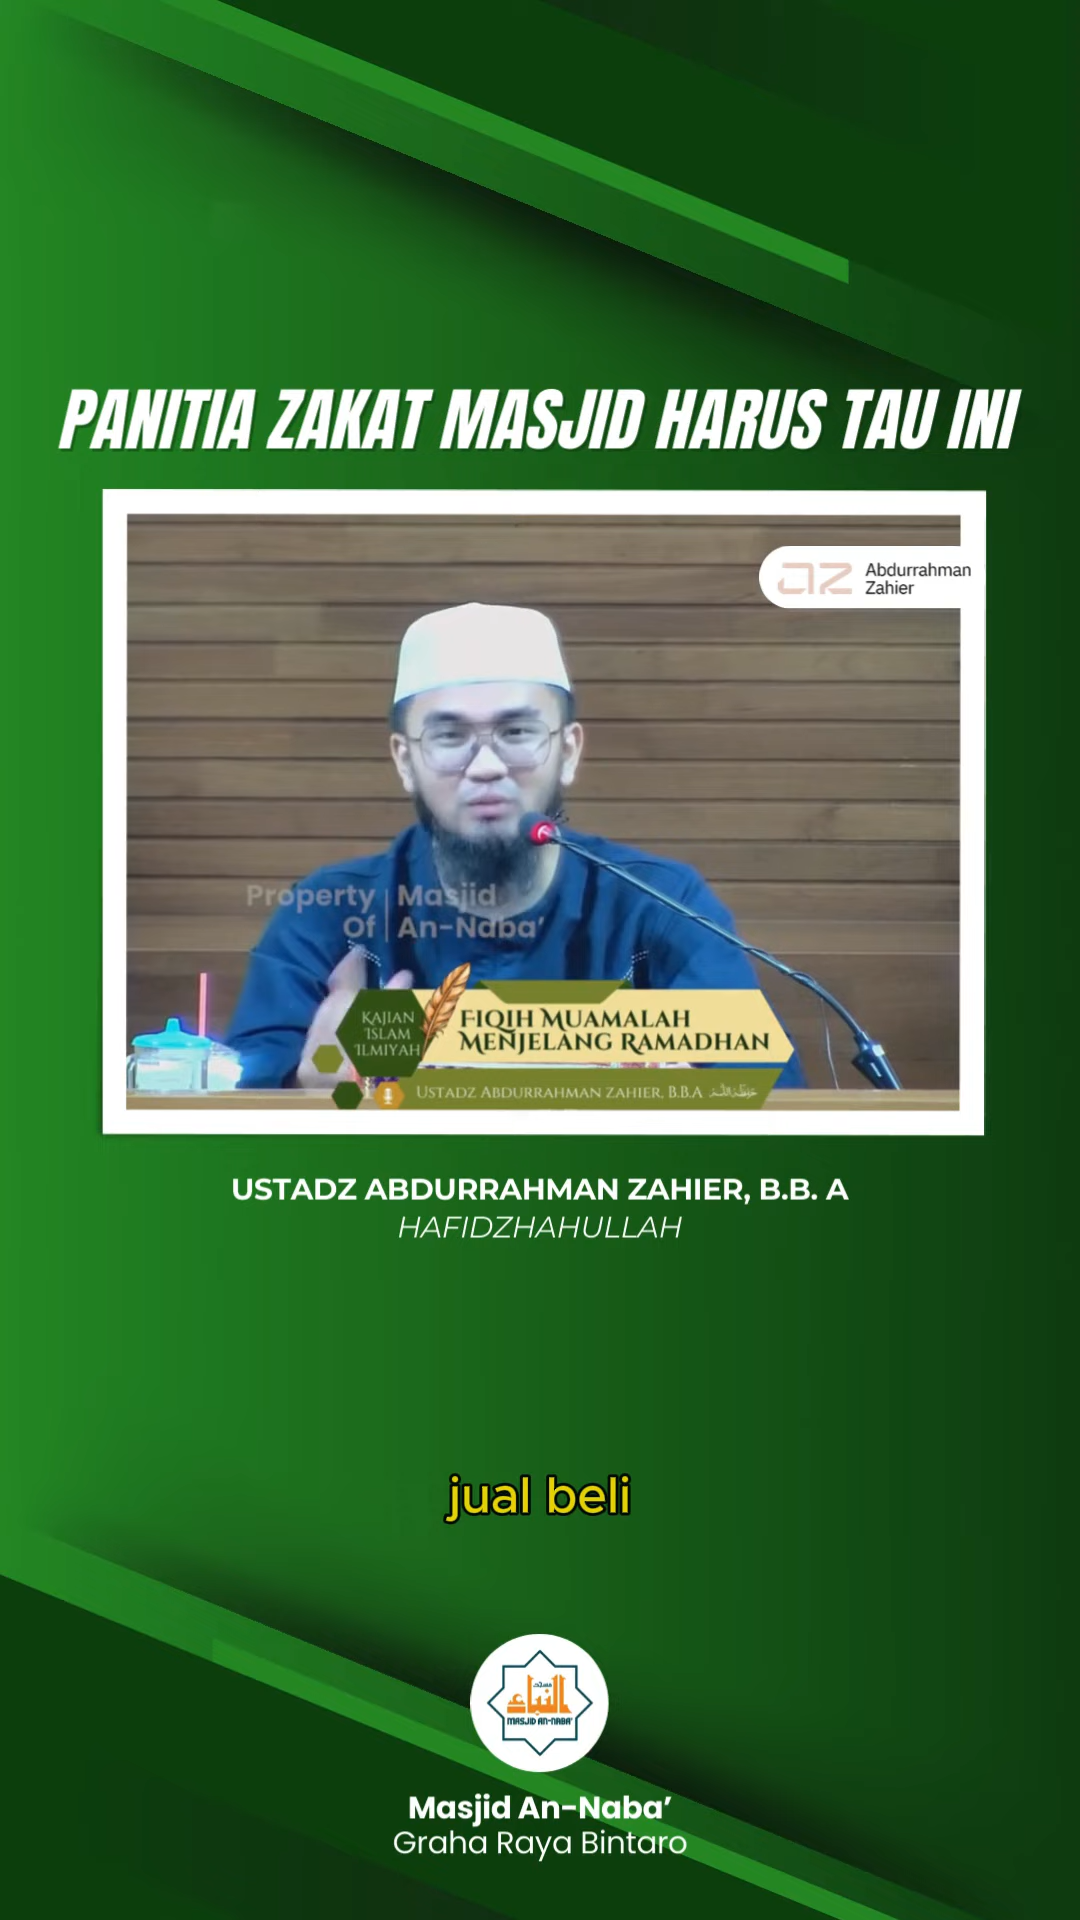 PANITIA ZAKAT MASJID HARUS TAU INI
Abdurrahman
Zahier
Property Of
Masjid An-Naba'
KAJIAN
ISLAM
ILMIYAH
FIQIH MUAMALAH
MENJELANG RAMADHAN
USTADZ ABDURRAHMAN ZAHIER, B.B.A
USTADZ ABDURRAHMAN ZAHIER, B.B. A
HAFIDZHAHULLAH
jual beli
النبأ
MASJID AN-NABA'
Masjid An-Naba'
Graha Raya Bintaro